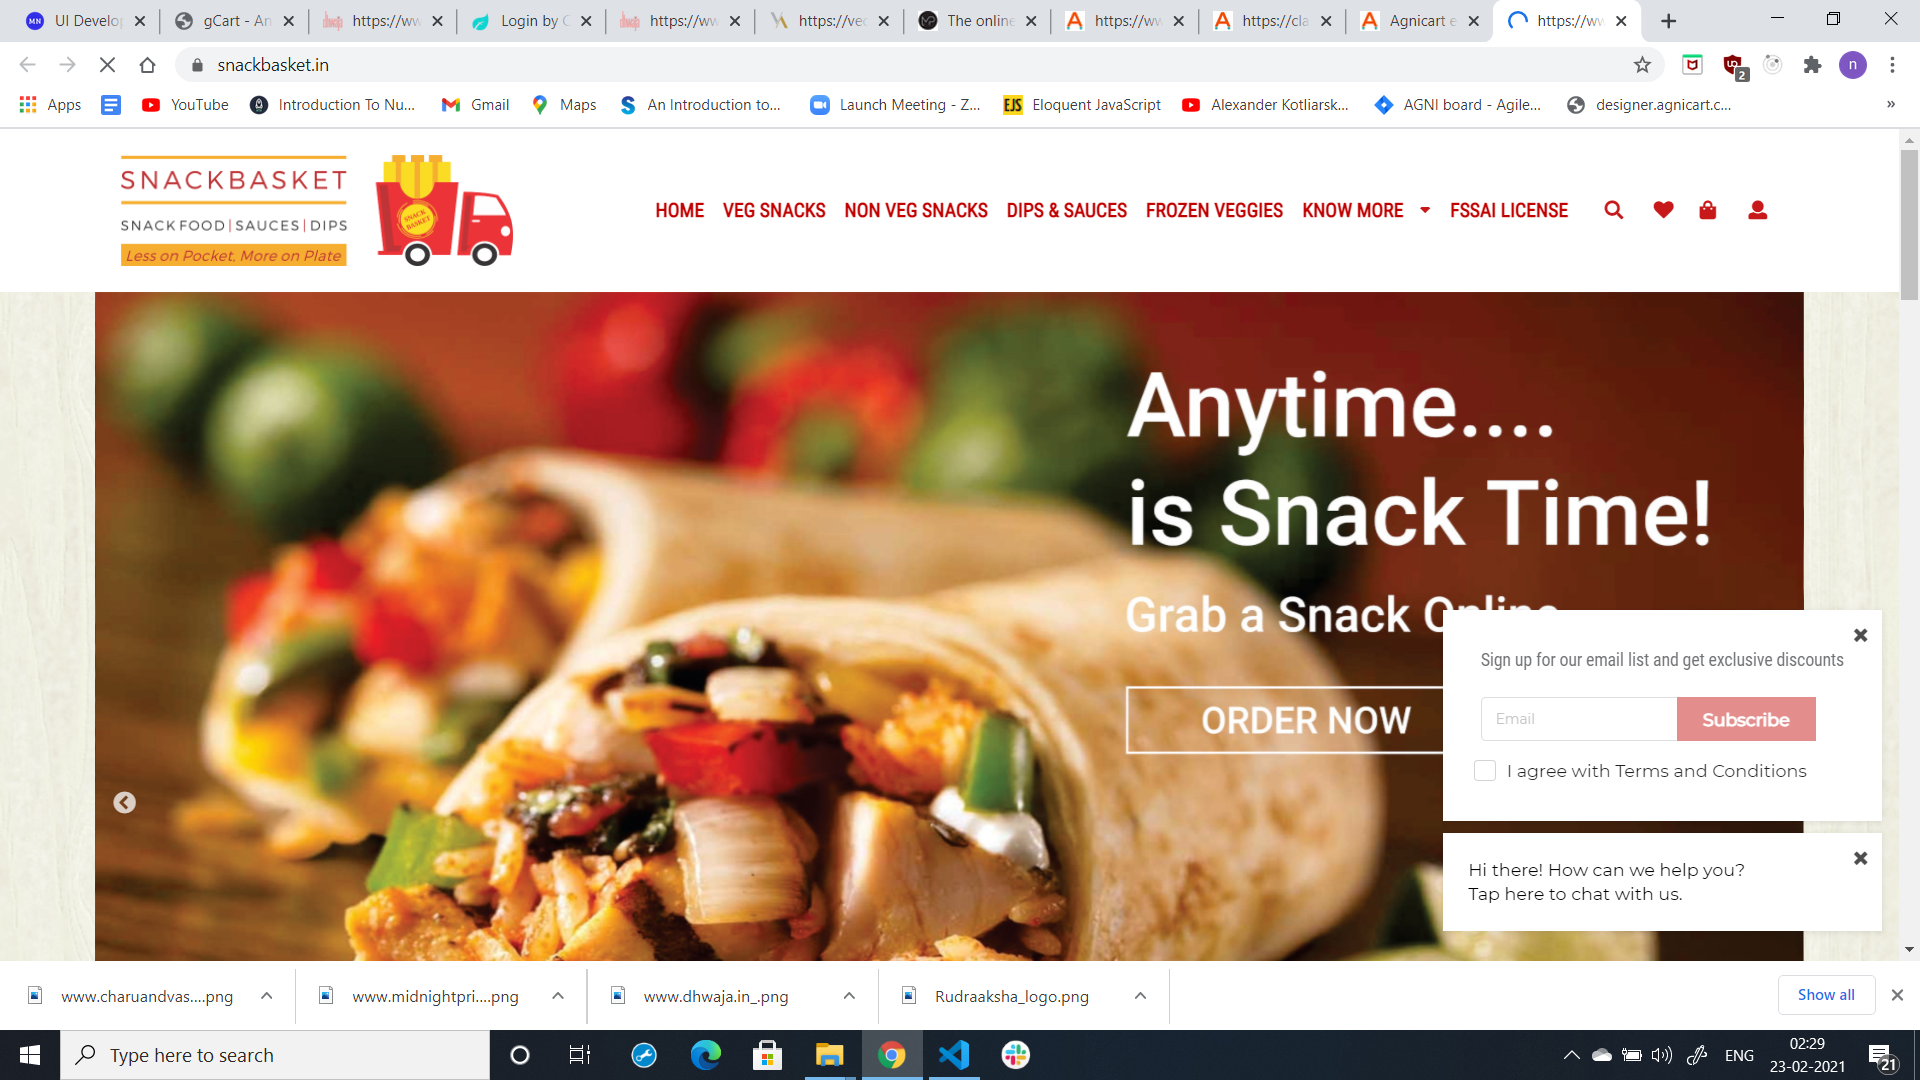 UI Develop
gCart - An
https://ww
Login by G
https://ww
https://vec
The online
https://ww
https://cla
Agnicart e
https://ww
snackbasket.in
2
n
Apps
YouTube
Introduction To Nu...
Gmail
Maps
An Introduction to...
Launch Meeting - Z...
EJS
Eloquent JavaScript
Alexander Kotliarsk...
AGNI board - Agile...
designer.agnicart.c...
»
SNACKBASKET
SNACK FOOD | SAUCES | DIPS
Less on Pocket, More on Plate
SNACK
BASKET
HOME
VEG SNACKS
NON VEG SNACKS
DIPS & SAUCES
FROZEN VEGGIES
KNOW MORE
FSSAI LICENSE
Anytime....
is Snack Time!
Grab a Snack Online
ORDER NOW
Sign up for our email list and get exclusive discounts
Email
Subscribe
I agree with Terms and Conditions
Hi there! How can we help you?
Tap here to chat with us.
www.charuandvas....png
www.midnightpri....png
www.dhwaja.in_.png
Rudraaksha_logo.png
Show all
Type here to search
ENG
02:29
23-02-2021
21